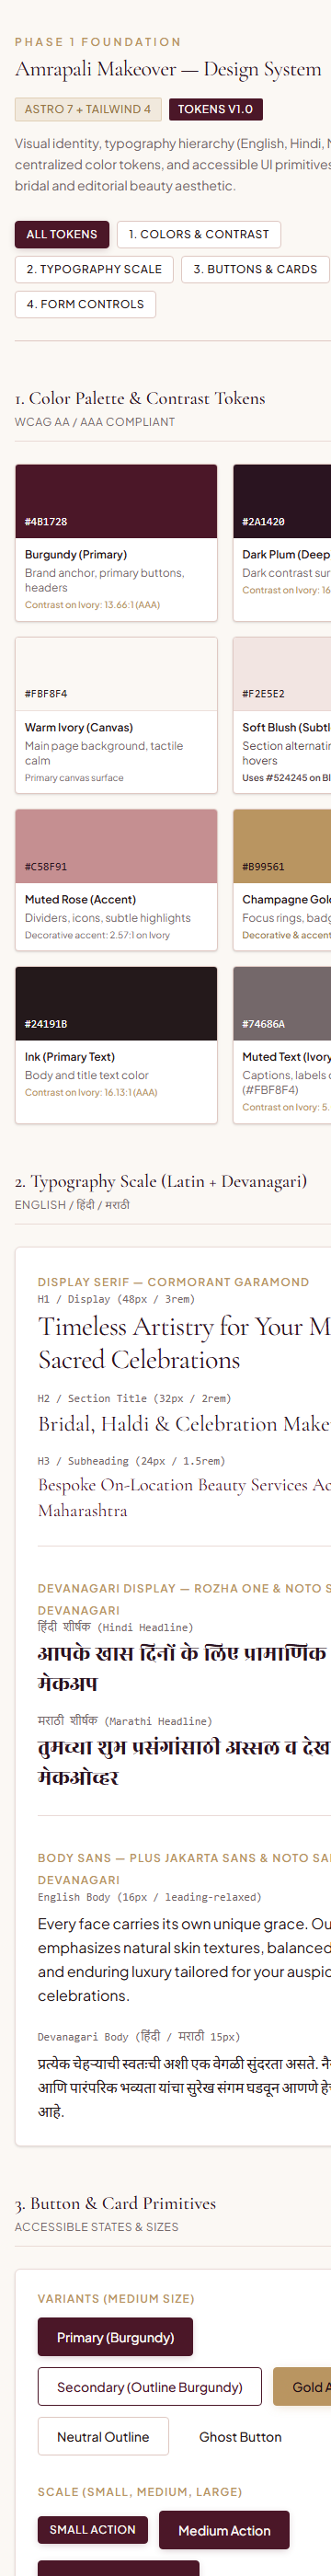 PHASE 1 FOUNDATION
Amrapali Makeover — Design System
ASTRO 7 + TAILWIND 4
TOKENS V1.0
Visual identity, typography hierarchy (English, Hindi,
centralized color tokens, and accessible UI primitives
bridal and editorial beauty aesthetic.
ALL TOKENS
1. COLORS & CONTRAST
2. TYPOGRAPHY SCALE
3. BUTTONS & CARDS
4. FORM CONTROLS
1. Color Palette & Contrast Tokens
WCAG AA / AAA COMPLIANT
#4B1728
Burgundy (Primary)
Brand anchor, primary buttons,
headers
Contrast on Ivory: 13.66:1 (AAA)
#2A1420
Dark Plum (Deep
Dark contrast
Contrast on Ivory: 16
#FBF8F4
Warm Ivory (Canvas)
Main page background, tactile
calm
Primary canvas surface
#F2E5E2
Soft Blush
Section
hovers
Uses #524245 on
#C58F91
Muted Rose (Accent)
Dividers, icons, subtle highlights
Decorative accent: 2.57:1 on Ivory
#B99561
Champagne
Focus rings,
Decorative &
#24191B
Ink (Primary Text)
Body and title text color
Contrast on Ivory: 16.13:1 (AAA)
#74686A
Muted Text
Captions, labels
(#FBF8F4)
Contrast on Ivory: 5.
2. Typography Scale (Latin + Devanagari)
ENGLISH / हिंदी / मराठी
DISPLAY SERIF — CORMORANT GARAMOND
H1 / Display (48px / 3rem)
Timeless Artistry for Your
Sacred Celebrations
H2 / Section Title (32px / 2rem)
Bridal, Haldi & Celebration
H3 / Subheading (24px / 1.5rem)
Bespoke On-Location Beauty Services
Maharashtra
DEVANAGARI DISPLAY — ROZHA ONE & NOTO
DEVANAGARI
हिंदी शीर्षक (Hindi Headline)
आपके खास दिनों के लिए प्रामाणिक
मेकअप
मराठी शीर्षक (Marathi Headline)
तुमच्या शुभ प्रसंगांसाठी अस्सल व
मेकओव्हर
BODY SANS — PLUS JAKARTA SANS & NOTO
DEVANAGARI
English Body (16px / leading-relaxed)
Every face carries its own unique grace.
emphasizes natural skin textures, balanced
and enduring luxury tailored for your
celebrations.
Devanagari Body (हिंदी / मराठी 15px)
प्रत्येक चेहऱ्याची स्वतःची अशी एक वेगळी सुंदरता असते.
आणि पारंपरिक भव्यता यांचा सुरेख संगम घडवून आणणे
आहे.
3. Button & Card Primitives
ACCESSIBLE STATES & SIZES
VARIANTS (MEDIUM SIZE)
Primary (Burgundy)
Secondary (Outline Burgundy)
Gold
Neutral Outline
Ghost Button
SCALE (SMALL, MEDIUM, LARGE)
SMALL ACTION
Medium Action